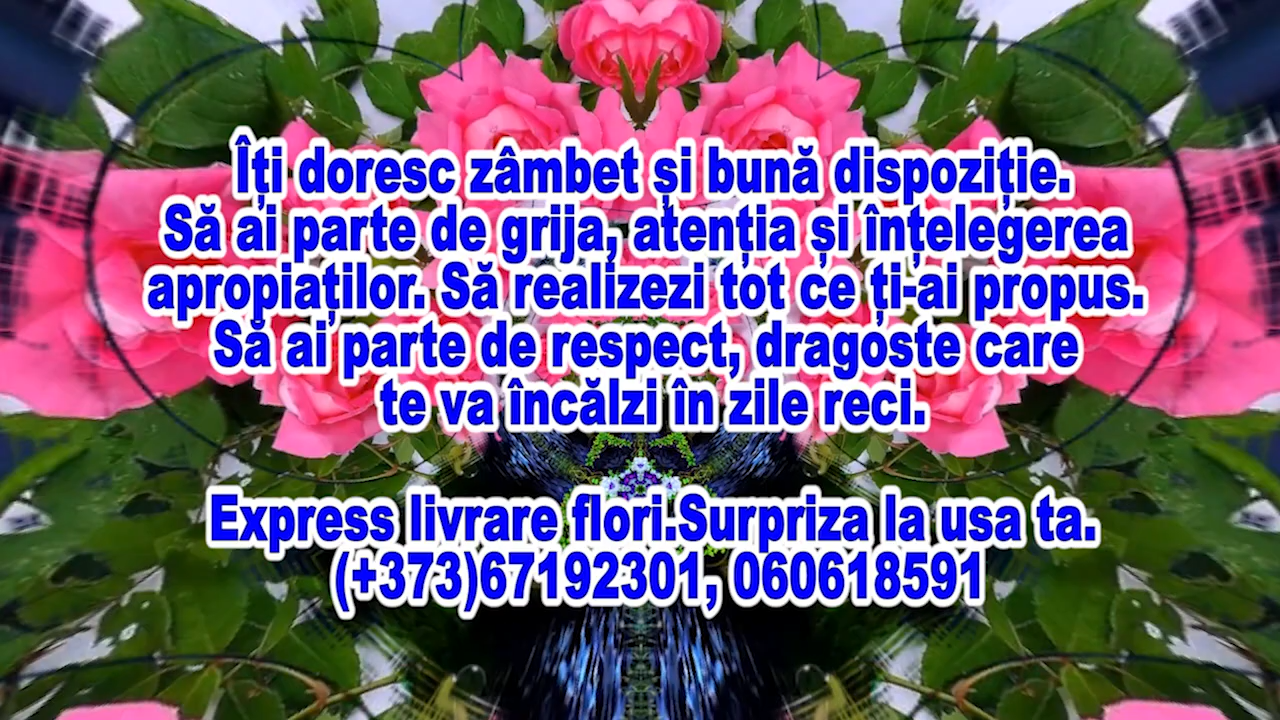 Îți doresc zâmbet și bună dispoziție.
Să ai parte de grija, atenția și înțelegerea
apropiaților. Să realizezi tot ce ți-ai propus.
Să ai parte de respect, dragoste care
te va încălzi în zile reci.
Express livrare flori.Surpriza la usa ta.
(+373)67192301, 060618591